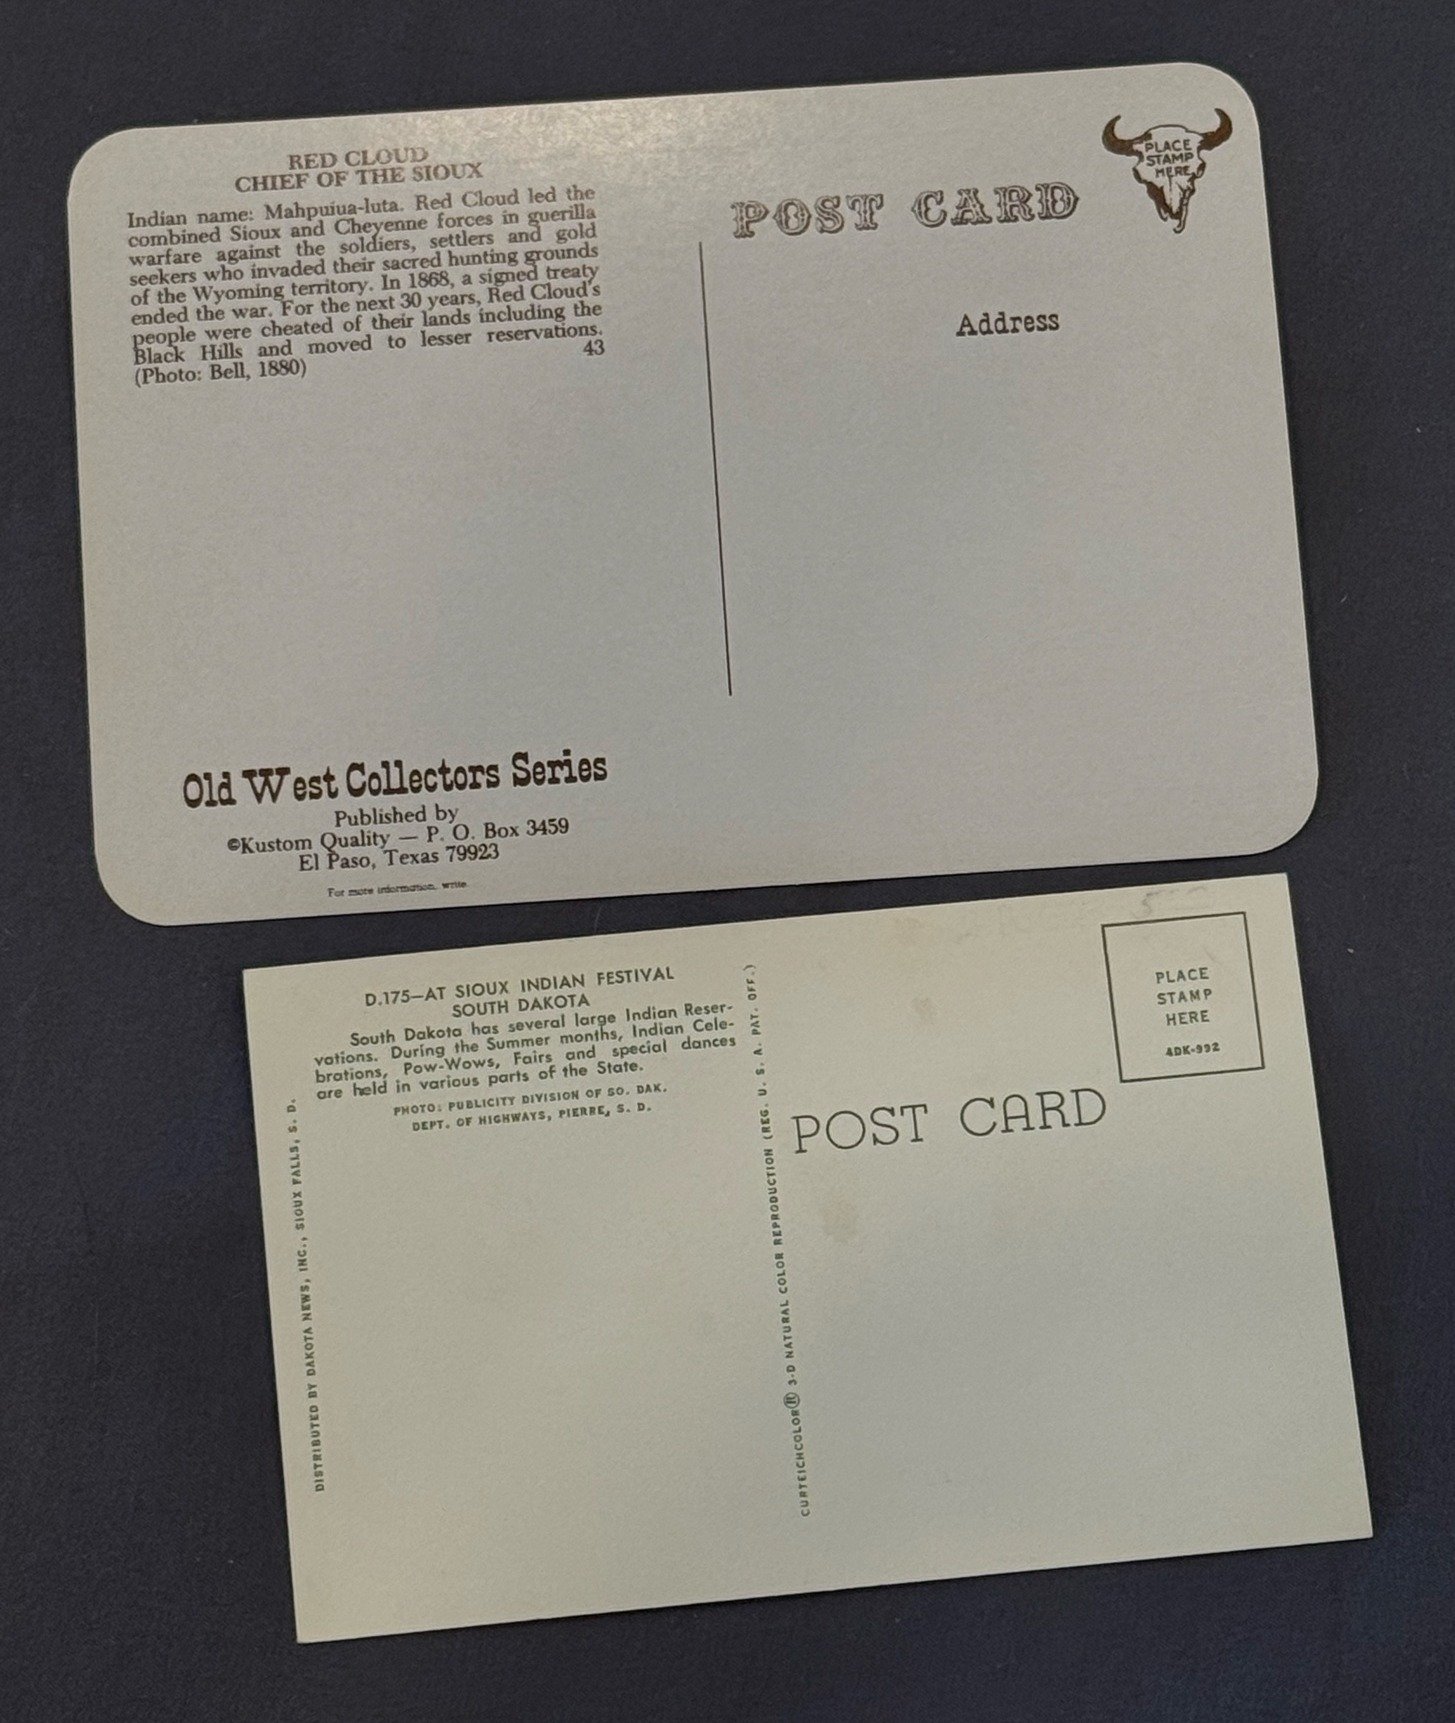 RED CLOUD
CHIEF OF THE SIOUX
Indian name: Mahpuiua-luta. Red Cloud led the
combined Sioux and Cheyenne forces in guerilla
warfare against the soldiers, settlers and gold
seekers who invaded their sacred hunting grounds
of the Wyoming territory. In 1868, a signed treaty
ended the war. For the next 30 years, Red Cloud's
people were cheated of their lands including the
Black Hills and moved to lesser reservations.
(Photo: Bell, 1880) 43
POST CARD
PLACE
STAMP
HERE
Address
Old West Collectors Series
Published by
©Kustom Quality — P. O. Box 3459
El Paso, Texas 79923
For more information, write
D.175—AT SIOUX INDIAN FESTIVAL
SOUTH DAKOTA
South Dakota has several large Indian Reser-
vations. During the Summer months, Indian Cele-
brations, Pow-Wows, Fairs and special dances
are held in various parts of the State.
PHOTO: PUBLICITY DIVISION OF SO. DAK.
DEPT. OF HIGHWAYS, PIERRE, S. D.
DISTRIBUTED BY DAKOTA NEWS, INC., SIOUX FALLS, S. D.
CURTEICHCOLOR® 3-D NATURAL COLOR REPRODUCTION (REG. U. S. A. PAT. OFF.)
POST CARD
PLACE
STAMP
HERE
4DK-992